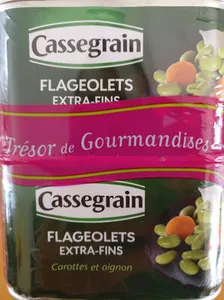 Cassegrain
FLAGEOLETS
EXTRA-FINS
Trésor de Gourmandises
Cassegrain
FLAGEOLETS
EXTRA-FINS
Carottes et oignon